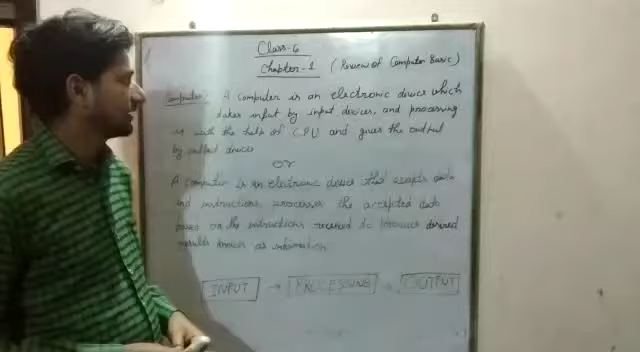 Class-6
Chapter-1 (Review of Computer Basic)
Computer:- A computer is an electronic device which
takes input by input devices, and processing
it with the help of CPU and gives the output
by output devices
OR
A computer is an electronic device that accepts data
and instructions, processes the accepted data
based on the instructions received to produce desired
results known as information
INPUT → PROCESSING → OUTPUT